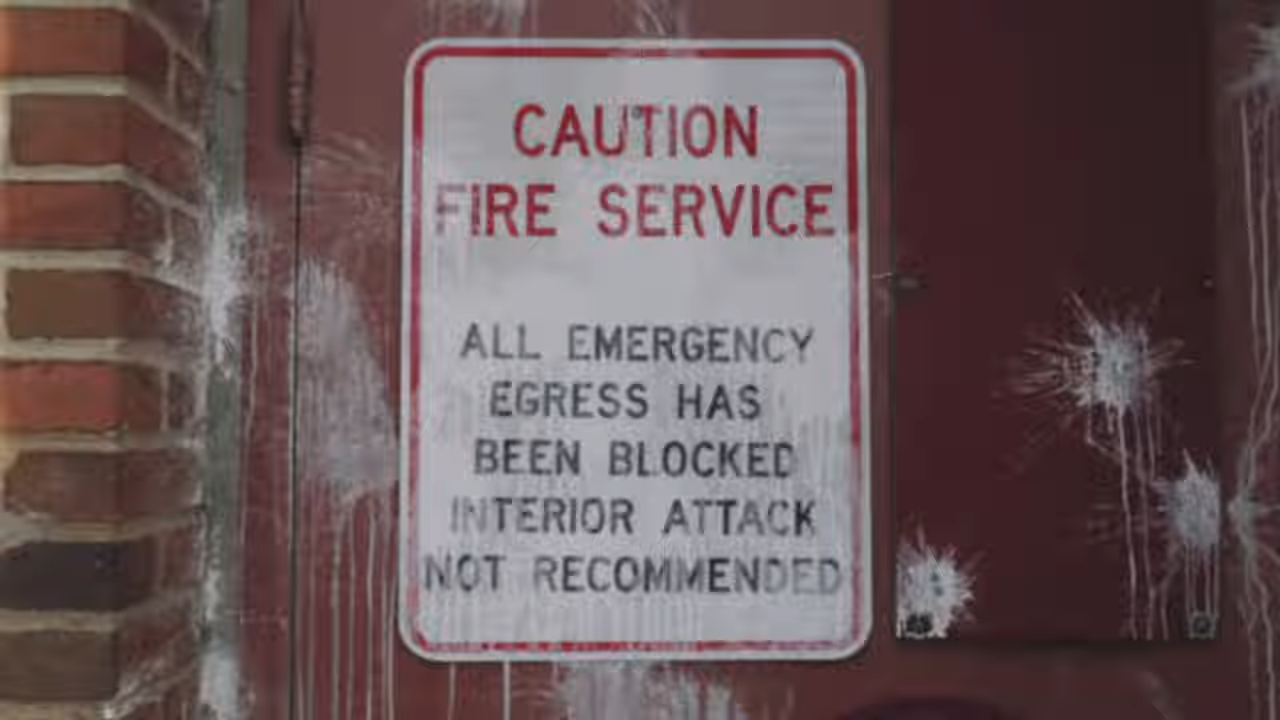 CAUTION
FIRE SERVICE
ALL EMERGENCY
EGRESS HAS
BEEN BLOCKED
INTERIOR ATTACK
NOT RECOMMENDED